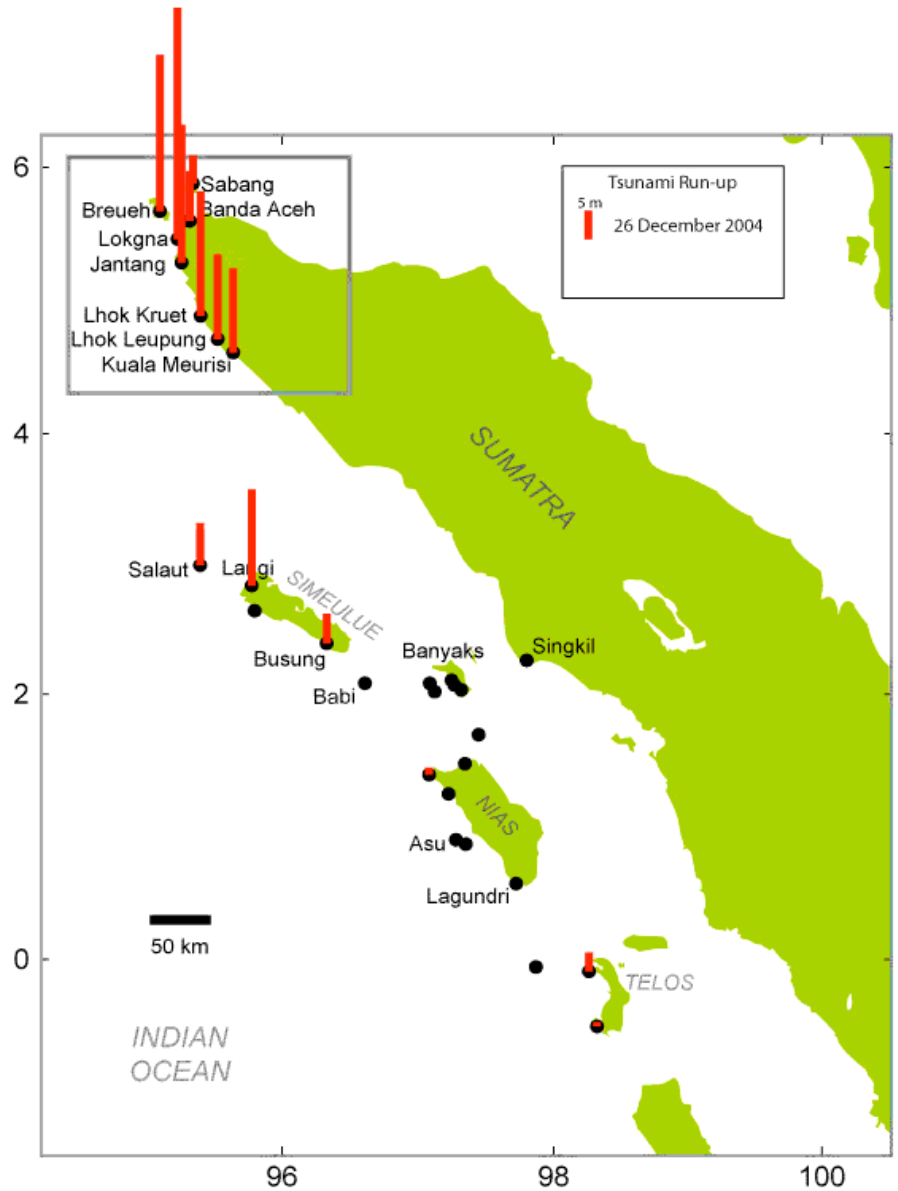 6
Tsunami Run-up
5 m
26 December 2004
Sabang
Breueh
Banda Aceh
Lokgna
Jantang
Lhok Kruet
Lhok Leupung
Kuala Meurisi
4
SUMATRA
Salaut
Langi
SIMEULUE
Busung
Banyaks
Singkil
Babi
2
NIAS
Asu
Lagundri
50 km
0
TELOS
INDIAN
OCEAN
96
98
100